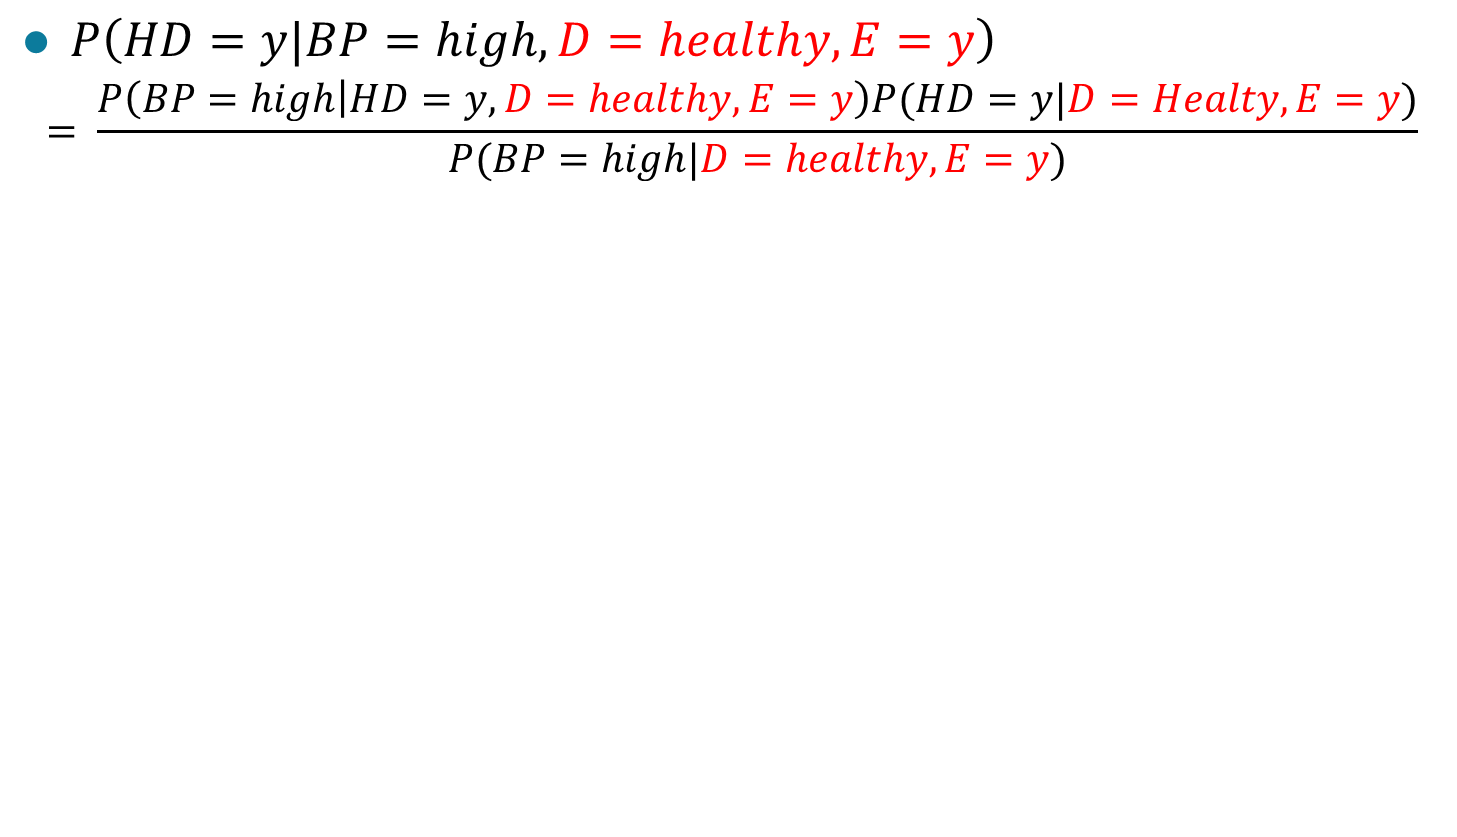 • P(HD = y|BP = high, D = healthy, E = y)
= P(BP = high|HD = y, D = healthy, E = y)P(HD = y|D = Healty, E = y)
P(BP = high|D = healthy, E = y)